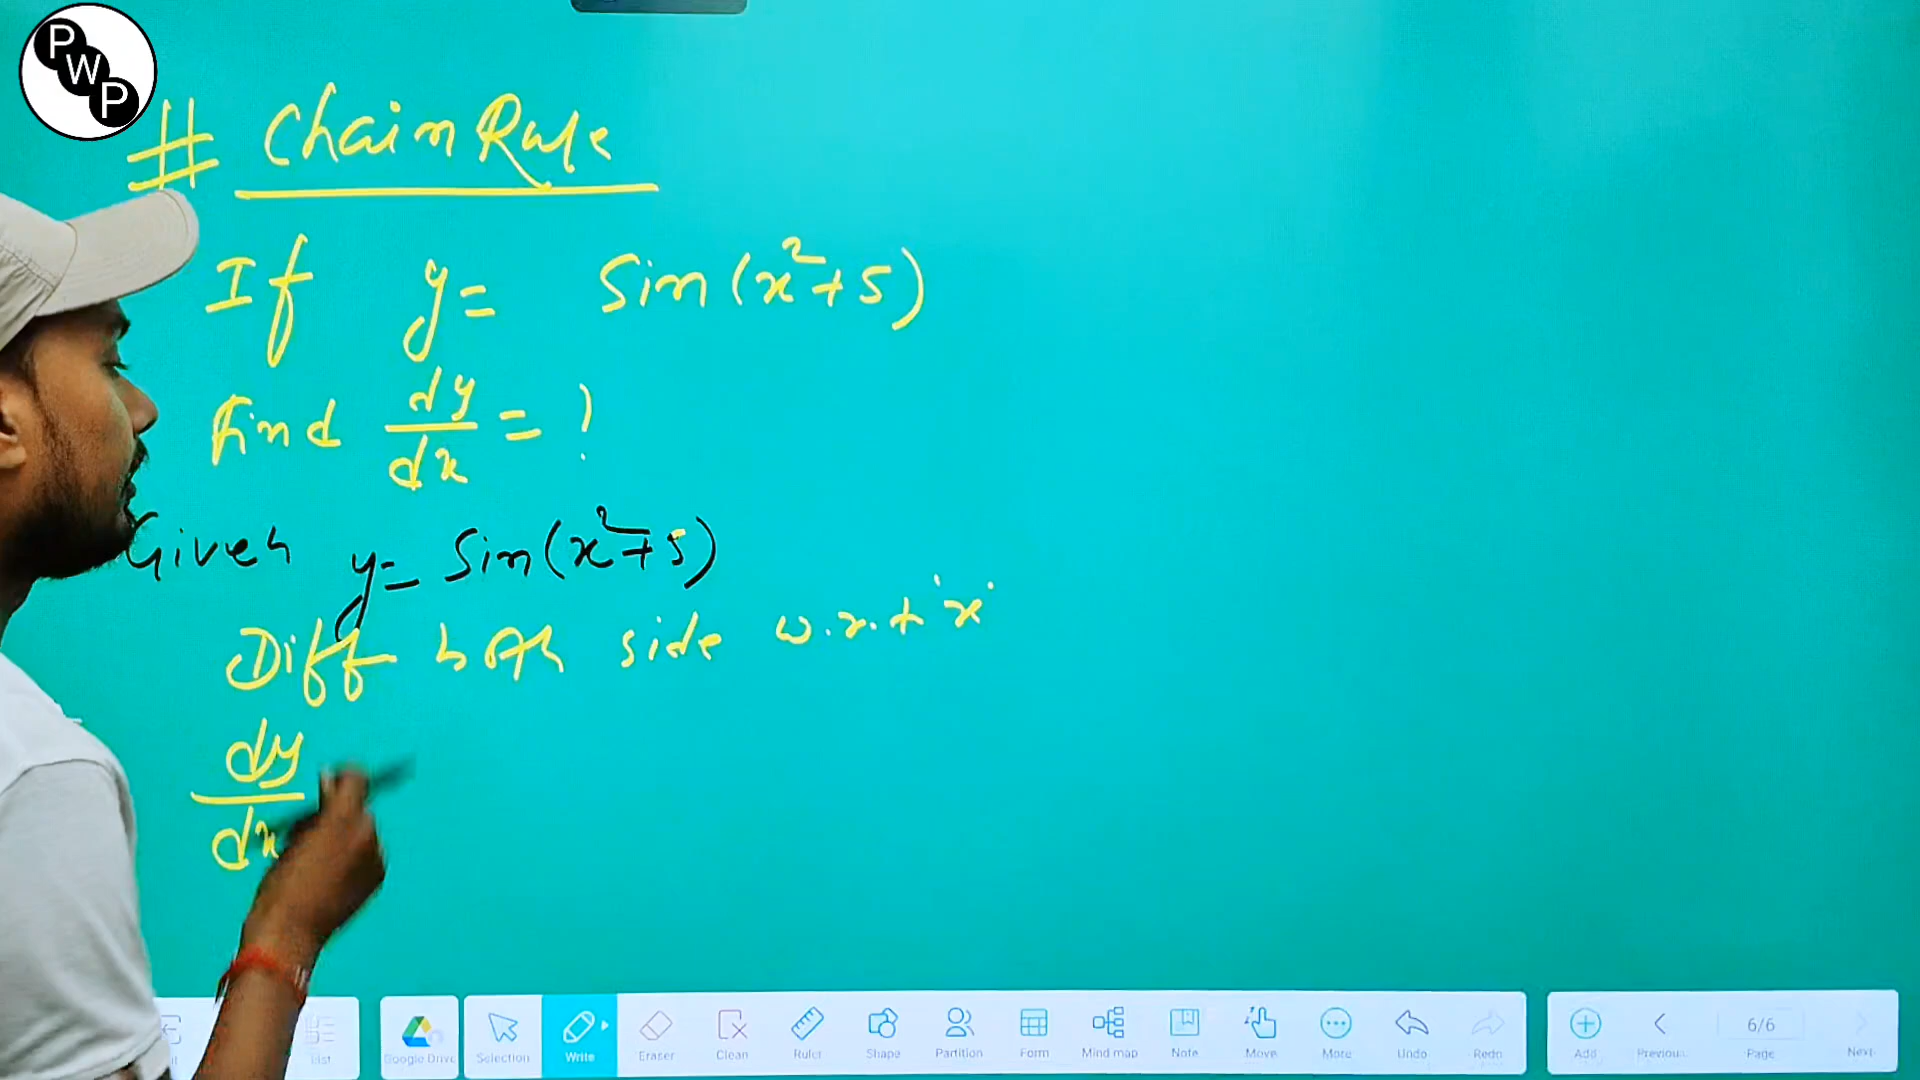 PWP
# Chain Rule
If y = Sin(x²+5)
Find dy/dx = ?
Given y = Sin(x²+5)
Diff both side w.r.t 'x'
dy/dx
List
Google Drive
Selection
Write
Eraser
Clean
Ruler
Shape
Partition
Form
Mind map
Note
Move
More
Undo
Redo
Add
Previous
6/6
Page
Next